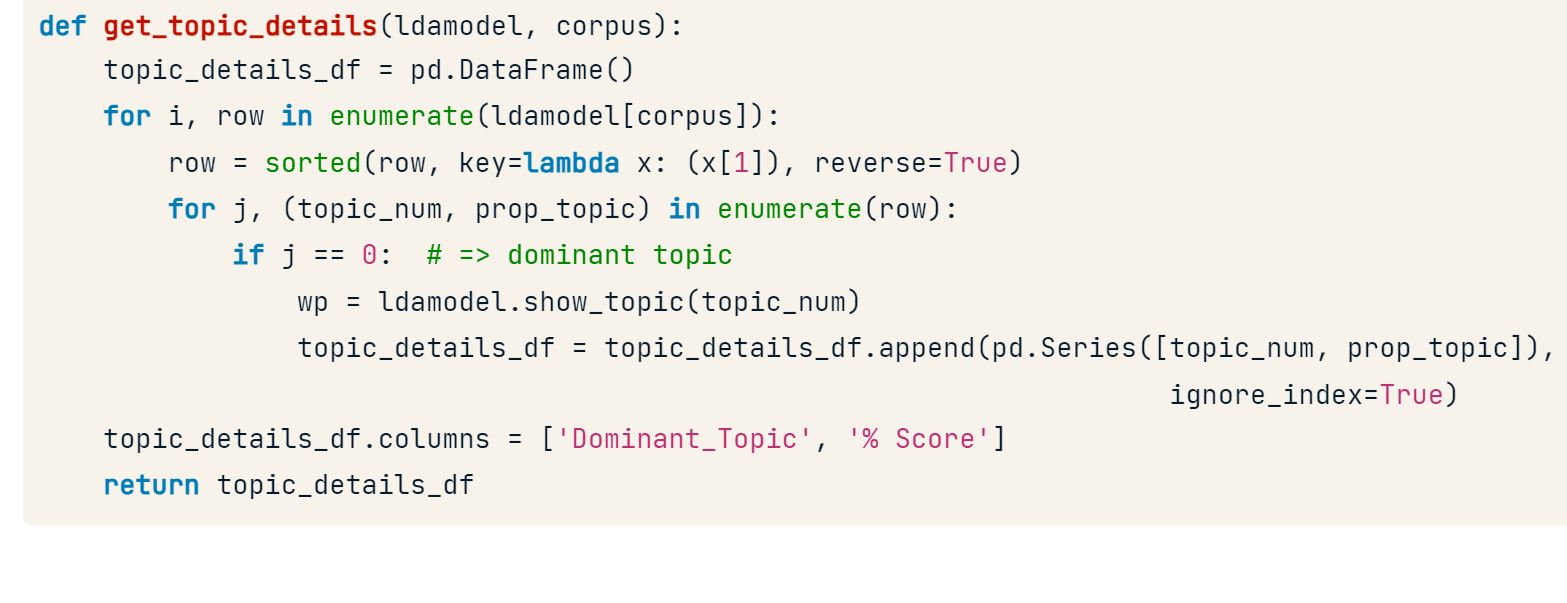 def get_topic_details(ldamodel, corpus):
    topic_details_df = pd.DataFrame()
    for i, row in enumerate(ldamodel[corpus]):
        row = sorted(row, key=lambda x: (x[1]), reverse=True)
        for j, (topic_num, prop_topic) in enumerate(row):
            if j == 0:  # => dominant topic
                wp = ldamodel.show_topic(topic_num)
                topic_details_df = topic_details_df.append(pd.Series([topic_num, prop_topic]),
                                                                      ignore_index=True)
    topic_details_df.columns = ['Dominant_Topic', '% Score']
    return topic_details_df